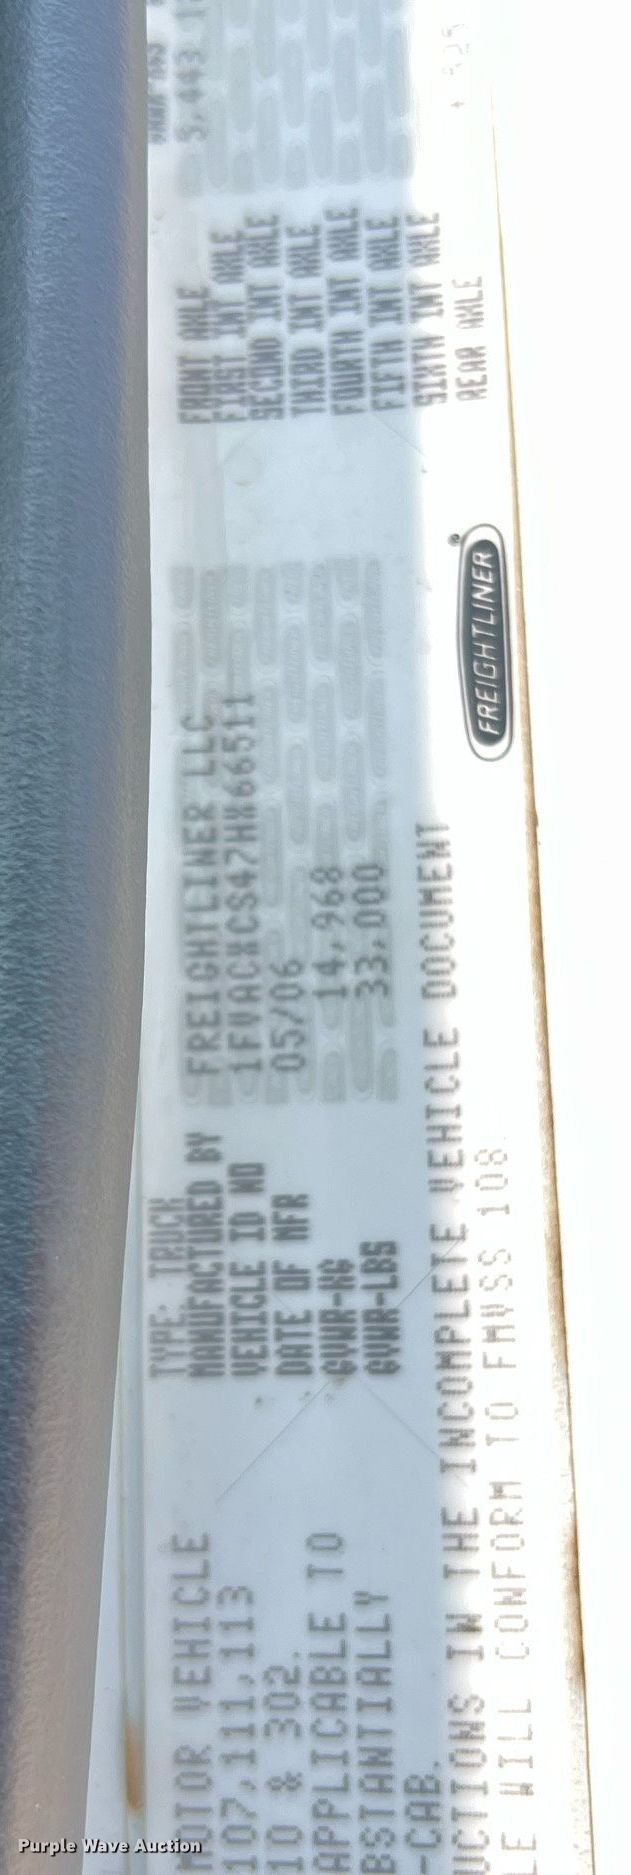 MOTOR VEHICLE
107,111,113
10 & 302.
APPLICABLE TO
BSTANTIALLY
-CAB.
UCTIONS IN THE INCOMPLETE VEHICLE DOCUMENT
LE WILL CONFORM TO FMVSS 108.
TYPE: TRUCK
MANUFACTURED BY FREIGHTLINER LLC
VEHICLE ID NO 1FVACXCS47HX66511
DATE OF MFR 05/06
GVWR-KG 14,968
GVWR-LBS 33,000
FREIGHTLINER
FRONT AXLE
FIRST INT AXLE
SECOND INT AXLE
THIRD INT AXLE
FOURTH INT AXLE
FIFTH INT AXLE
SIXTH INT AXLE
REAR AXLE
5,443
Purple Wave Auction